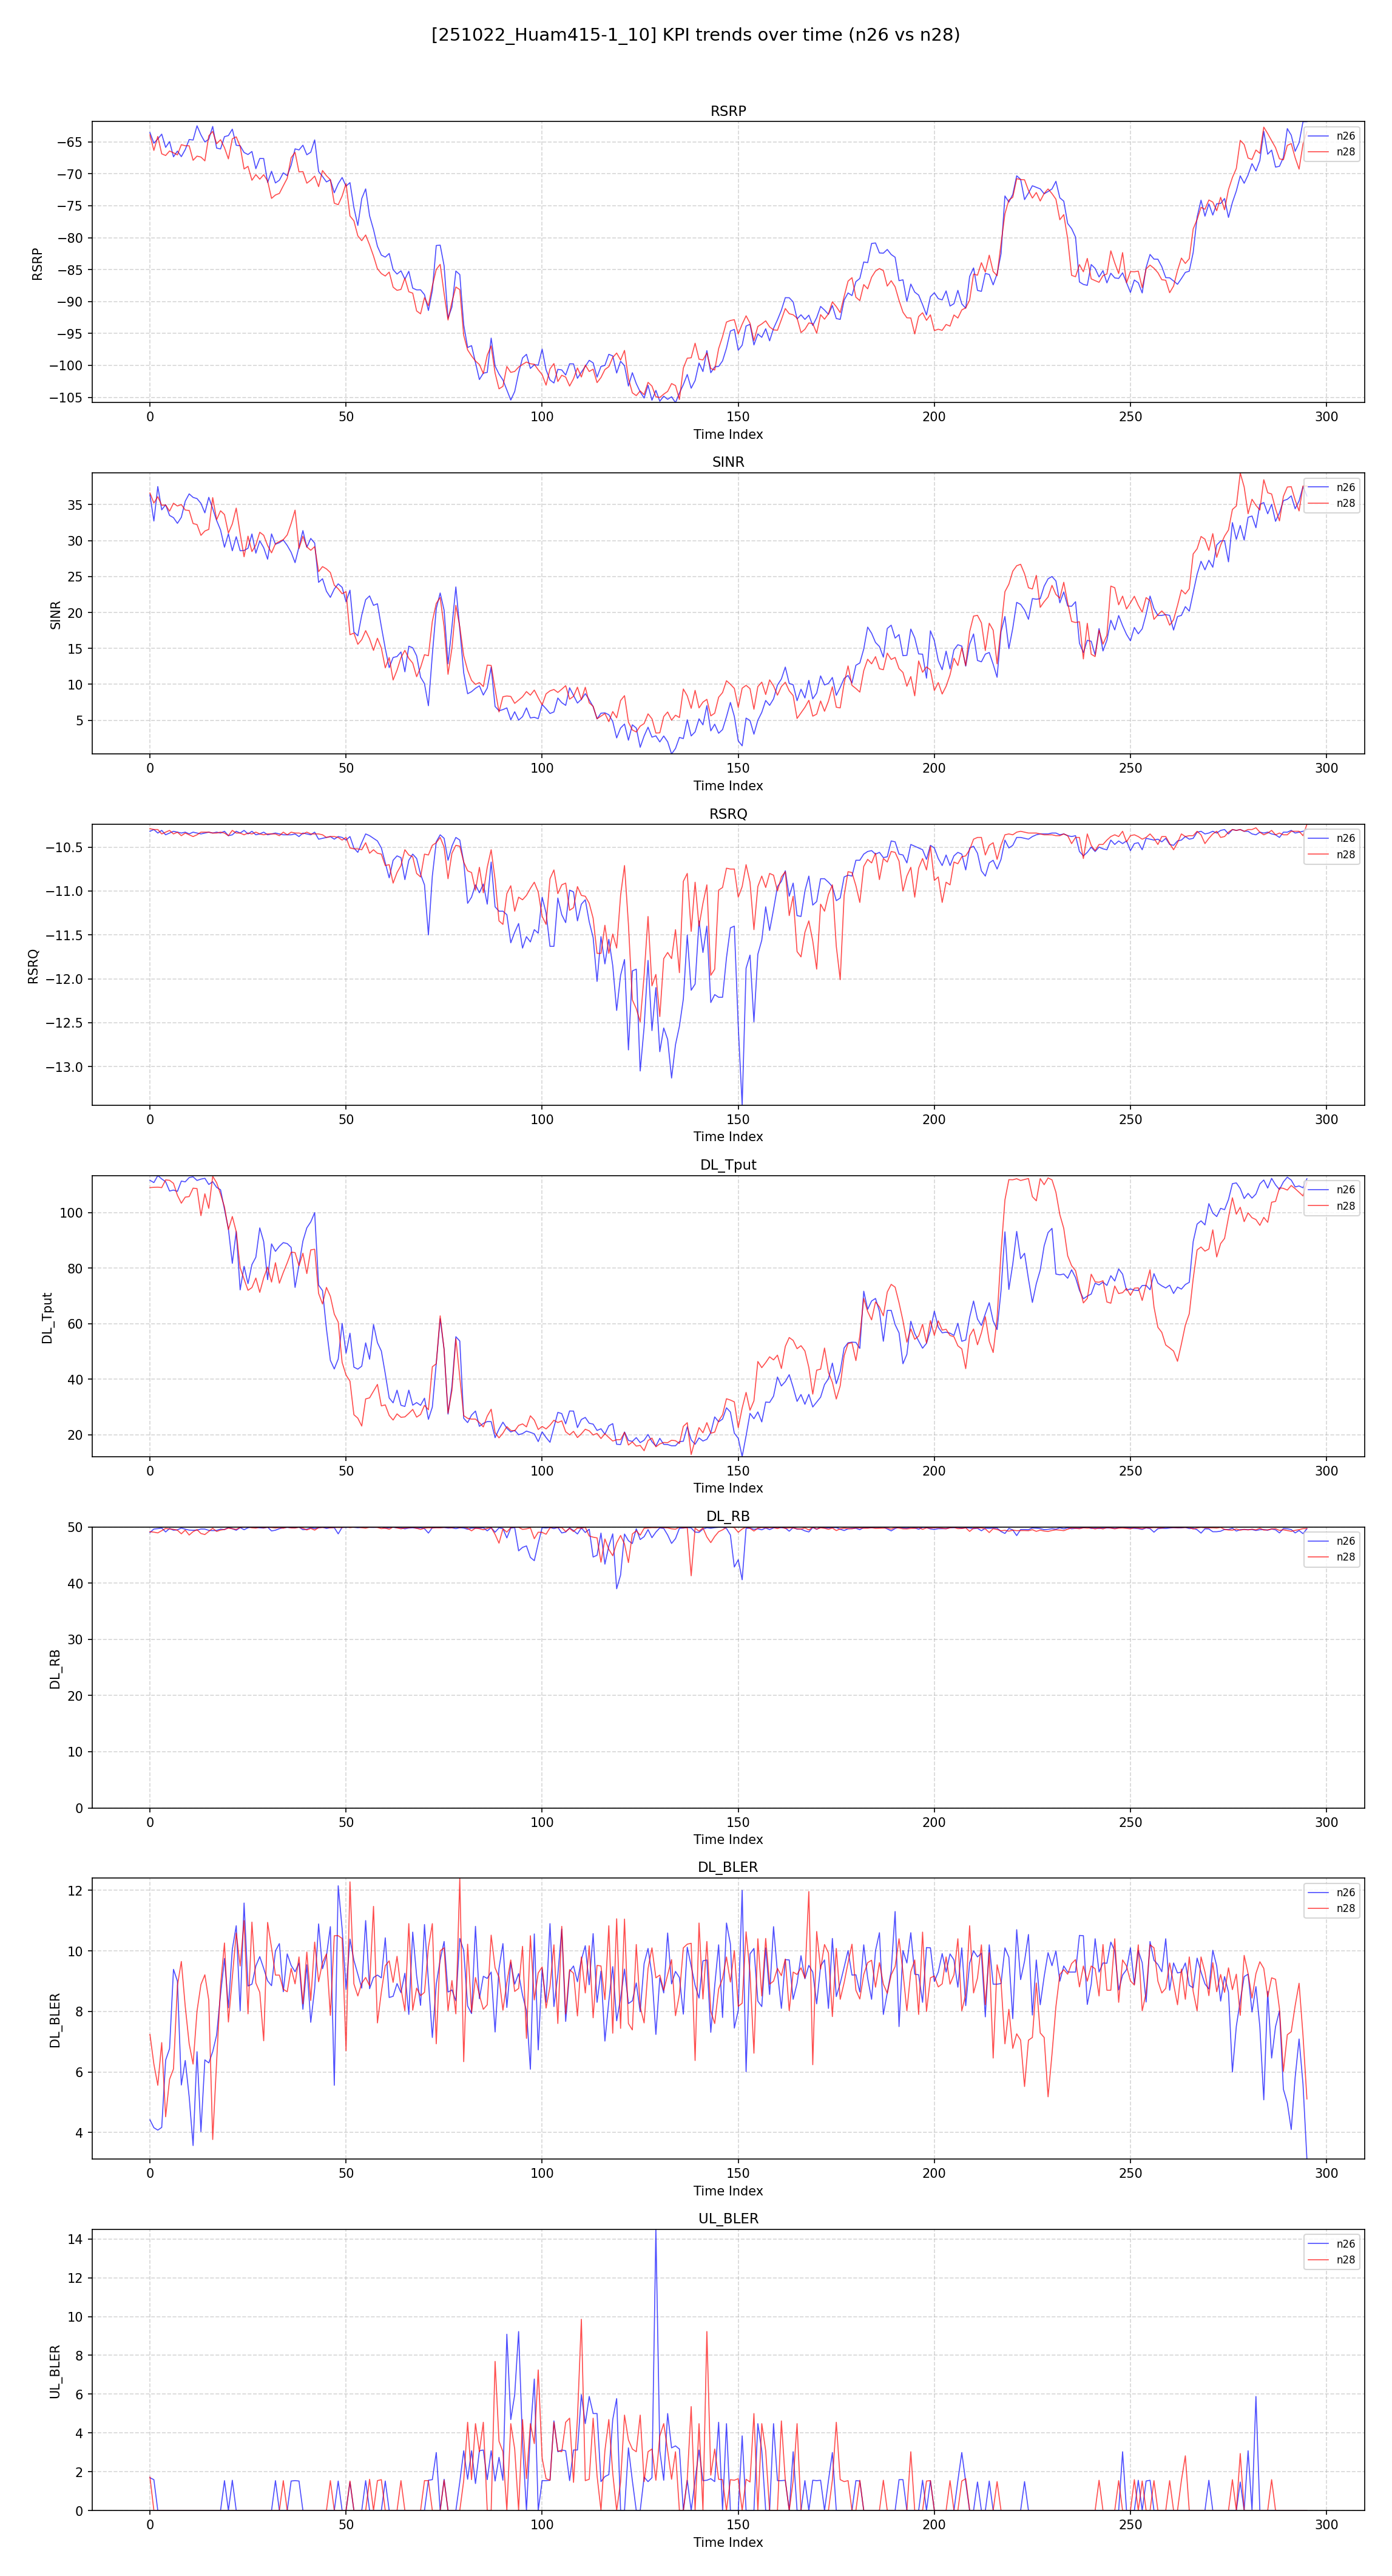 [251022_Huam415-1_10] KPI trends over time (n26 vs n28)
RSRP
−65
−70
−75
−80
−85
−90
−95
−100
−105
RSRP
n26
n28
0 50 100 150 200 250 300
Time Index
SINR
35
30
25
20
15
10
5
SINR
n26
n28
0 50 100 150 200 250 300
Time Index
RSRQ
−10.5
−11.0
−11.5
−12.0
−12.5
−13.0
RSRQ
n26
n28
0 50 100 150 200 250 300
Time Index
DL_Tput
100
80
60
40
20
DL_Tput
n26
n28
0 50 100 150 200 250 300
Time Index
DL_RB
50
40
30
20
10
0
DL_RB
n26
n28
0 50 100 150 200 250 300
Time Index
DL_BLER
12
10
8
6
4
DL_BLER
n26
n28
0 50 100 150 200 250 300
Time Index
UL_BLER
14
12
10
8
6
4
2
0
UL_BLER
n26
n28
0 50 100 150 200 250 300
Time Index